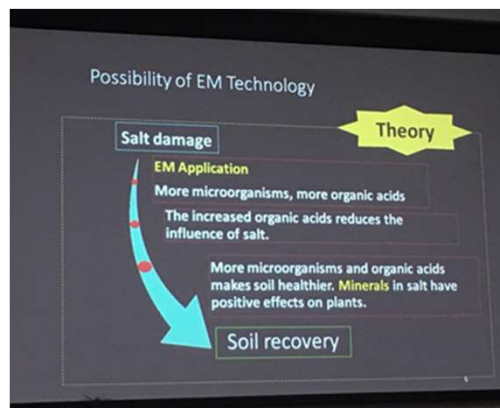 Possibility of EM Technology
Theory
Salt damage
EM Application
More microorganisms, more organic acids
The increased organic acids reduces the
influence of salt.
More microorganisms and organic acids
makes soil healthier. Minerals in salt have
positive effects on plants.
Soil recovery